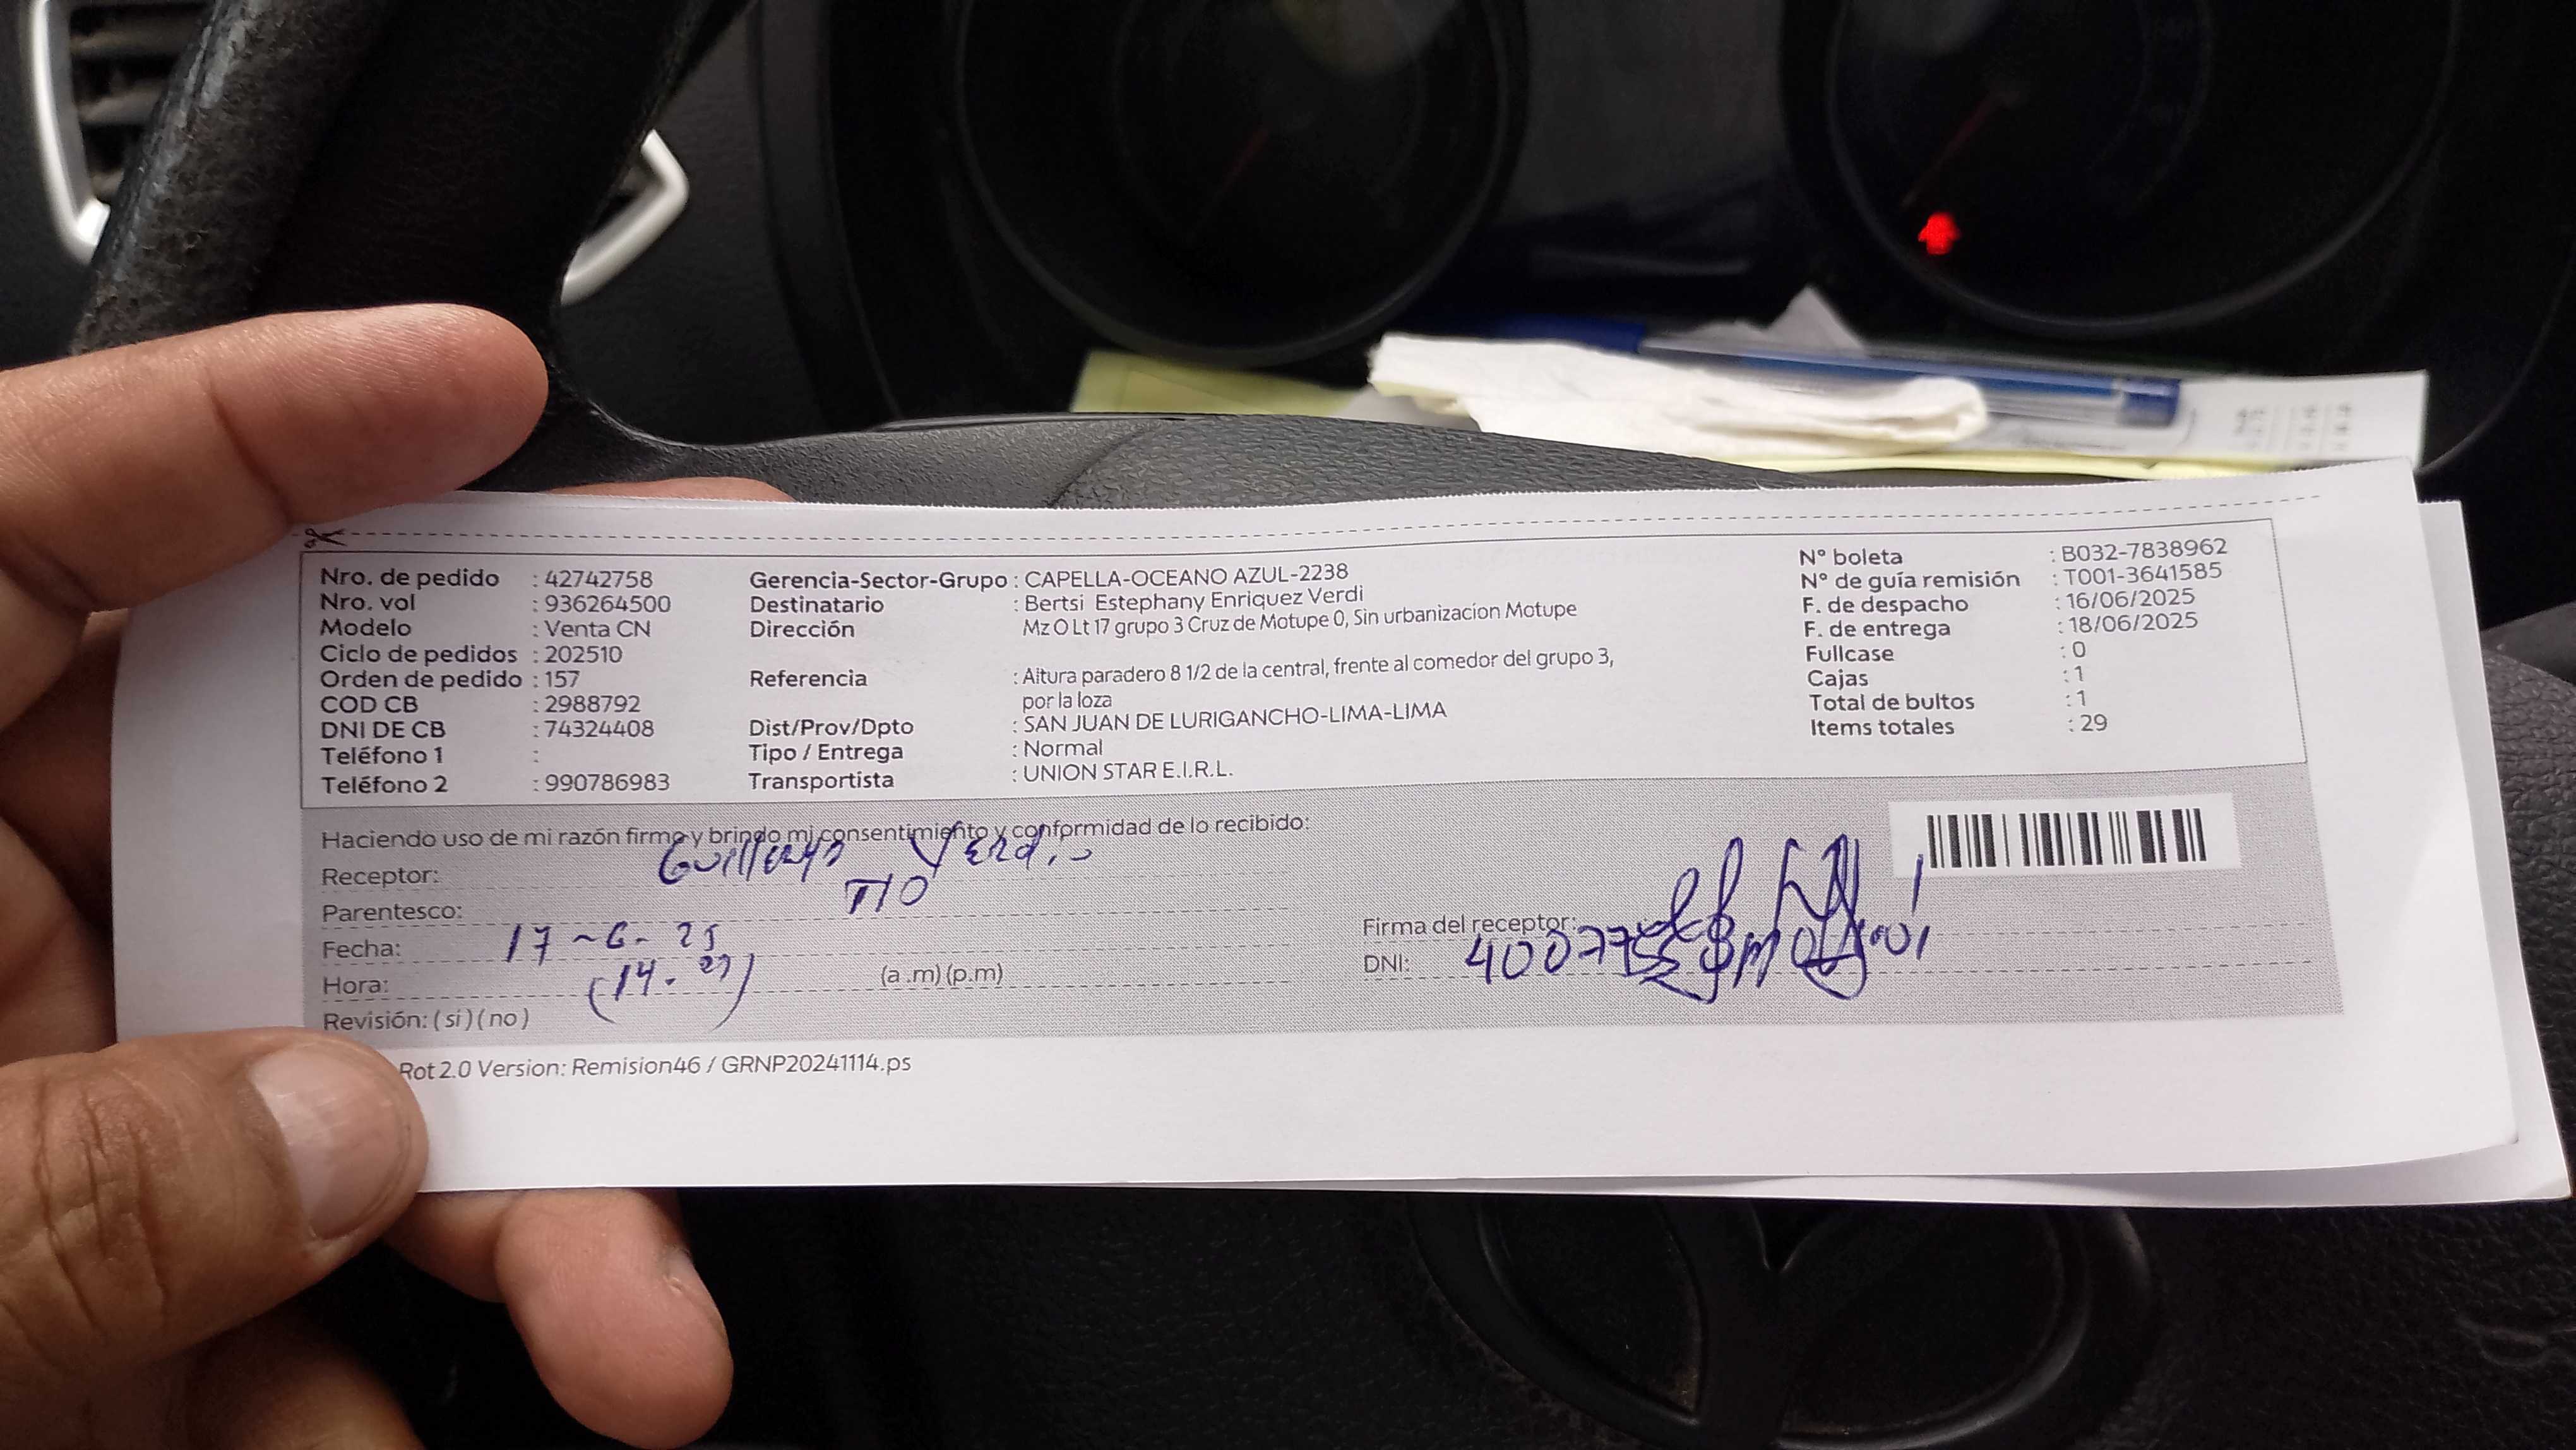 Nro. de pedido : 42742758
Nro. vol : 936264500
Modelo : Venta CN
Ciclo de pedidos : 202510
Orden de pedido : 157
COD CB : 2988792
DNI DE CB : 74324408
Teléfono 1 :
Teléfono 2 : 990786983
Gerencia-Sector-Grupo : CAPELLA-OCEANO AZUL-2238
Destinatario : Bertsi Estephany Enriquez Verdi
Dirección Mz O Lt 17 grupo 3 Cruz de Motupe 0, Sin urbanizacion Motupe
Referencia : Altura paradero 8 1/2 de la central, frente al comedor del grupo 3,
por la loza
Dist/Prov/Dpto : SAN JUAN DE LURIGANCHO-LIMA-LIMA
Tipo / Entrega : Normal
Transportista : UNION STAR E.I.R.L.
N° boleta : B032-7838962
N° de guía remisión : T001-3641585
F. de despacho : 16/06/2025
F. de entrega : 18/06/2025
Fullcase : 0
Cajas : 1
Total de bultos : 1
Items totales : 29
Haciendo uso de mi razón firmo y brindo mi consentimiento y conformidad de lo recibido:
Receptor: Verdi
Parentesco: TIO
Fecha: 17-6-25
Hora: (14-27) (a.m) (p.m)
Revisión: (si) (no)
Firma del receptor:
DNI:
Rot 2.0 Version: Remision46 / GRNP20241114.ps